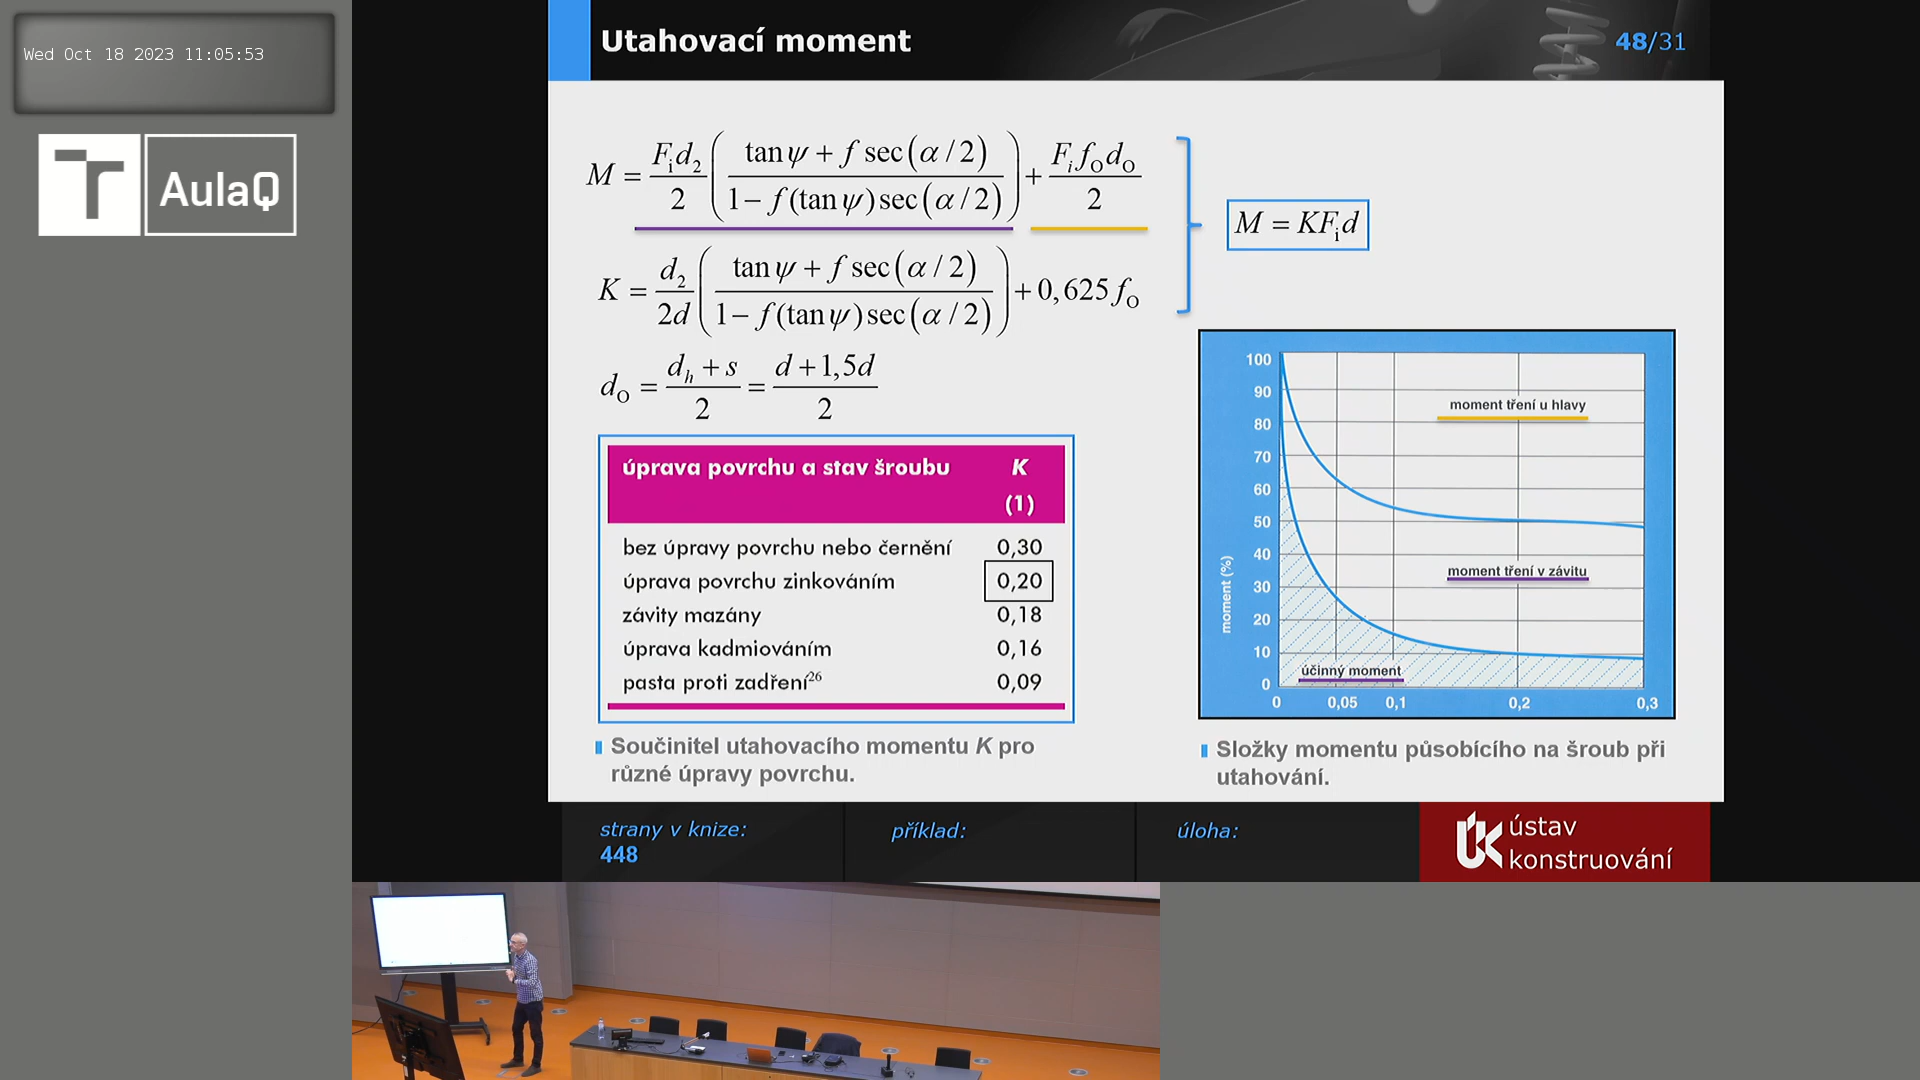 Wed Oct 18 2023 11:05:53
AulaQ
Utahovací moment
48/31
M = F_i d_2 / 2 ( (tan ψ + f sec(α / 2)) / (1 − f (tan ψ) sec(α / 2)) ) + F_i f_O d_O / 2
M = KF_i d
K = d_2 / 2d ( (tan ψ + f sec(α / 2)) / (1 − f (tan ψ) sec(α / 2)) ) + 0,625 f_O
d_O = (d_h + s) / 2 = (d + 1,5d) / 2
úprava povrchu a stav šroubu K
(1)
bez úpravy povrchu nebo černění 0,30
úprava povrchu zinkováním 0,20
závity mazány 0,18
úprava kadmiováním 0,16
pasta proti zadření26 0,09
Součinitel utahovacího momentu K pro
různé úpravy povrchu.
100
90
80
70
60
50
40
30
20
10
0
moment (%)
moment tření u hlavy
moment tření v závitu
účinný moment
0 0,05 0,1 0,2 0,3
Složky momentu působícího na šroub při
utahování.
strany v knize:
448
příklad:
úloha:
ústav
konstruování